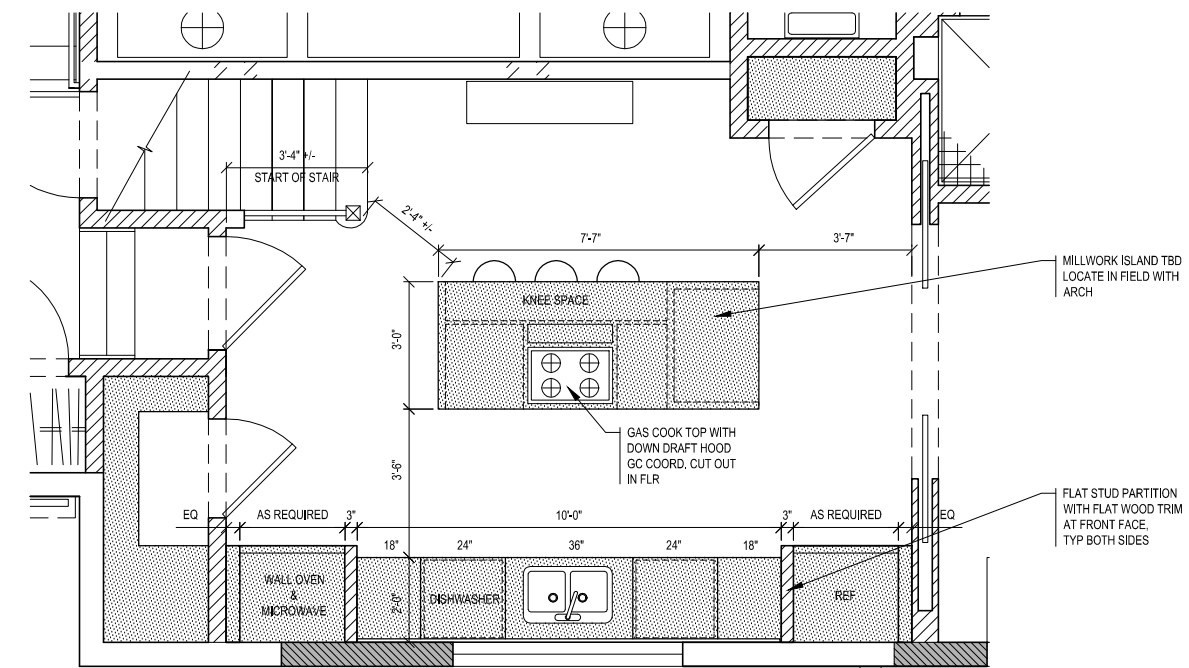 3'-4" +/-
START OF STAIR
2'-4" +/-
7'-7"
3'-7"
MILLWORK ISLAND TBD
LOCATE IN FIELD WITH
ARCH
KNEE SPACE
3'-0"
GAS COOK TOP WITH
DOWN DRAFT HOOD
GC COORD. CUT OUT
IN FLR
3'-6"
FLAT STUD PARTITION
WITH FLAT WOOD TRIM
AT FRONT FACE,
TYP BOTH SIDES
EQ
AS REQUIRED
3"
10'-0"
3"
AS REQUIRED
EQ
18"
24"
36"
24"
18"
WALL OVEN
&
MICROWAVE
2'-0"
DISHWASHER
REF